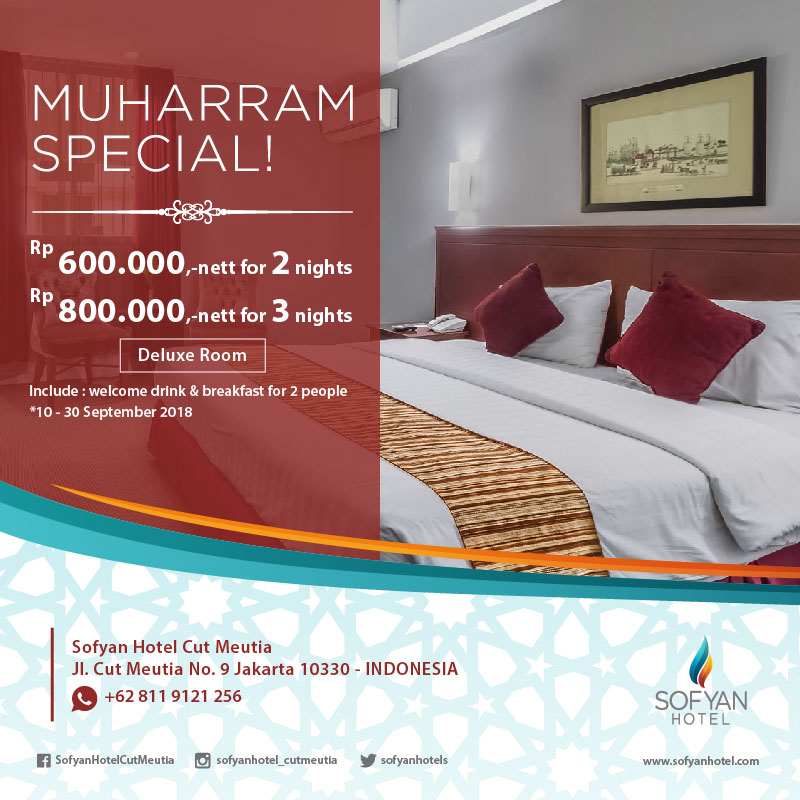 MUHARRAM
SPECIAL!
Rp 600.000,-nett for 2 nights
Rp 800.000,-nett for 3 nights
Deluxe Room
Include : welcome drink & breakfast for 2 people
*10 - 30 September 2018
Sofyan Hotel Cut Meutia
Jl. Cut Meutia No. 9 Jakarta 10330 - INDONESIA
+62 811 9121 256
SOFYAN
HOTEL
SofyanHotelCutMeutia sofyanhotel_cutmeutia sofyanhotels www.sofyanhotel.com